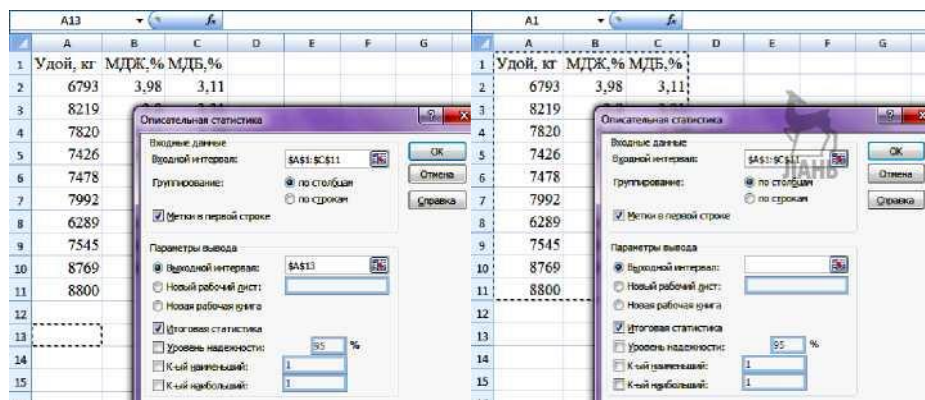 A13
A B C D E F G
1 Удой, кг МДЖ,% МДБ,%
2 6793 3,98 3,11
3 8219
4 7820
5 7426
6 7478
7 7992
8 6289
9 7545
10 8769
11 8800
12
13
14
15
Описательная статистика
Входные данные
Входной интервал: $A$1:$C$11
Группирование: по столбцам
по строкам
Метки в первой строке
OK
Отмена
Справка
Параметры вывода
Выходной интервал: $A$13
Новый рабочий лист:
Новая рабочая книга
Итоговая статистика
Уровень надежности: 95 %
К-ый наименьший: 1
К-ый наибольший: 1
A1
A B C D E F G
1 Удой, кг МДЖ,% МДБ,%
2 6793 3,98 3,11
3 8219
4 7820
5 7426
6 7478
7 7992
8 6289
9 7545
10 8769
11 8800
12
13
14
15
Описательная статистика
Входные данные
Входной интервал: $A$1:$C$11
Группирование: по столбцам
по строкам
Метки в первой строке
OK
Отмена
Справка
Параметры вывода
Выходной интервал:
Новый рабочий лист:
Новая рабочая книга
Итоговая статистика
Уровень надежности: 95 %
К-ый наименьший: 1
К-ый наибольший: 1
ЛАНЬ